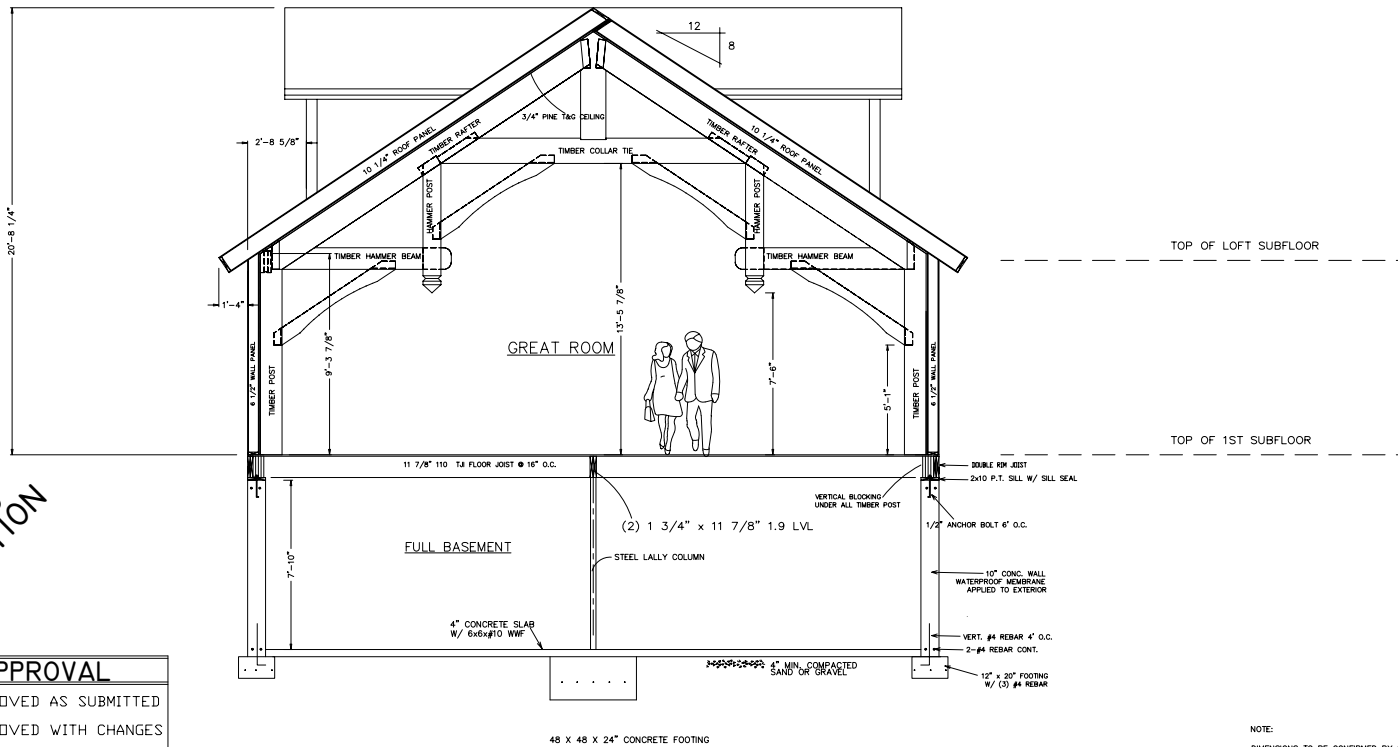 12
8
3/4" PINE T&G CEILING
10 1/4" ROOF PANEL
TIMBER RAFTER
TIMBER RAFTER
10 1/4" ROOF PANEL
2'-8 5/8"
TIMBER COLLAR TIE
HAMMER POST
HAMMER POST
20'-8 1/4"
TIMBER HAMMER BEAM
TIMBER HAMMER BEAM
TOP OF LOFT SUBFLOOR
1'-4"
9'-3 7/8"
13'-5 7/8"
GREAT ROOM
7'-6"
5'-1"
6 1/2" WALL PANEL
TIMBER POST
TIMBER POST
6 1/2" WALL PANEL
TOP OF 1ST SUBFLOOR
11 7/8" 110 TJI FLOOR JOIST @ 16" O.C.
DOUBLE RIM JOIST
2x10 P.T. SILL W/ SILL SEAL
VERTICAL BLOCKING
UNDER ALL TIMBER POST
(2) 1 3/4" x 11 7/8" 1.9 LVL
1/2" ANCHOR BOLT 6' O.C.
FULL BASEMENT
STEEL LALLY COLUMN
7'-10"
10" CONC. WALL
WATERPROOF MEMBRANE
APPLIED TO EXTERIOR
4" CONCRETE SLAB
W/ 6x6x#10 WWF
VERT. #4 REBAR 4' O.C.
2-#4 REBAR CONT.
4" MIN. COMPACTED
SAND OR GRAVEL
12" x 20" FOOTING
W/ (3) #4 REBAR
48 X 48 X 24" CONCRETE FOOTING
TION
PPROVAL
OVED AS SUBMITTED
OVED WITH CHANGES
NOTE: